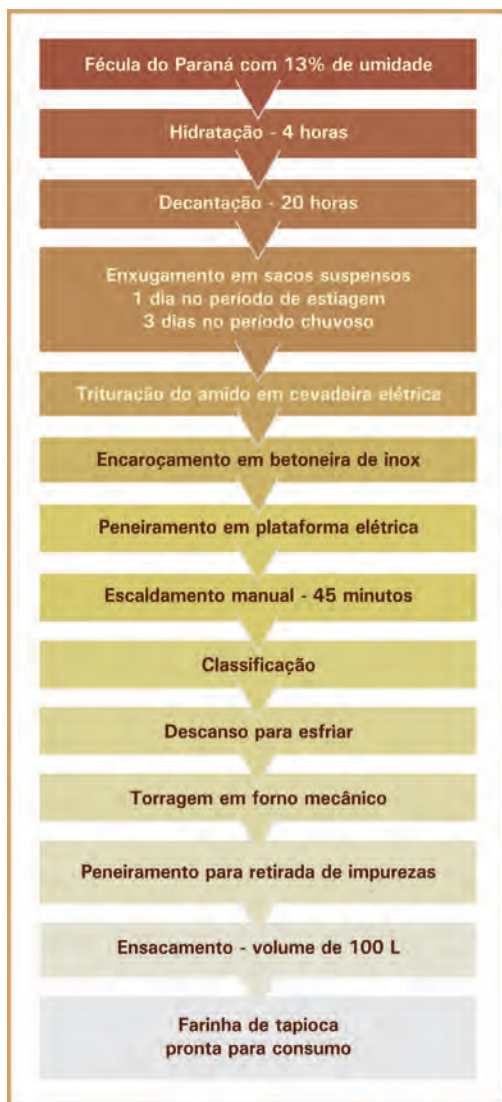 Fécula do Paraná com 13% de umidade
Hidratação - 4 horas
Decantação - 20 horas
Enxugamento em sacos suspensos
1 dia no período de estiagem
3 dias no período chuvoso
Trituração do amido em cevadeira elétrica
Encaroçamento em betoneira de inox
Peneiramento em plataforma elétrica
Escaldamento manual - 45 minutos
Classificação
Descanso para esfriar
Torragem em forno mecânico
Peneiramento para retirada de impurezas
Ensacamento - volume de 100 L
Farinha de tapioca
pronta para consumo